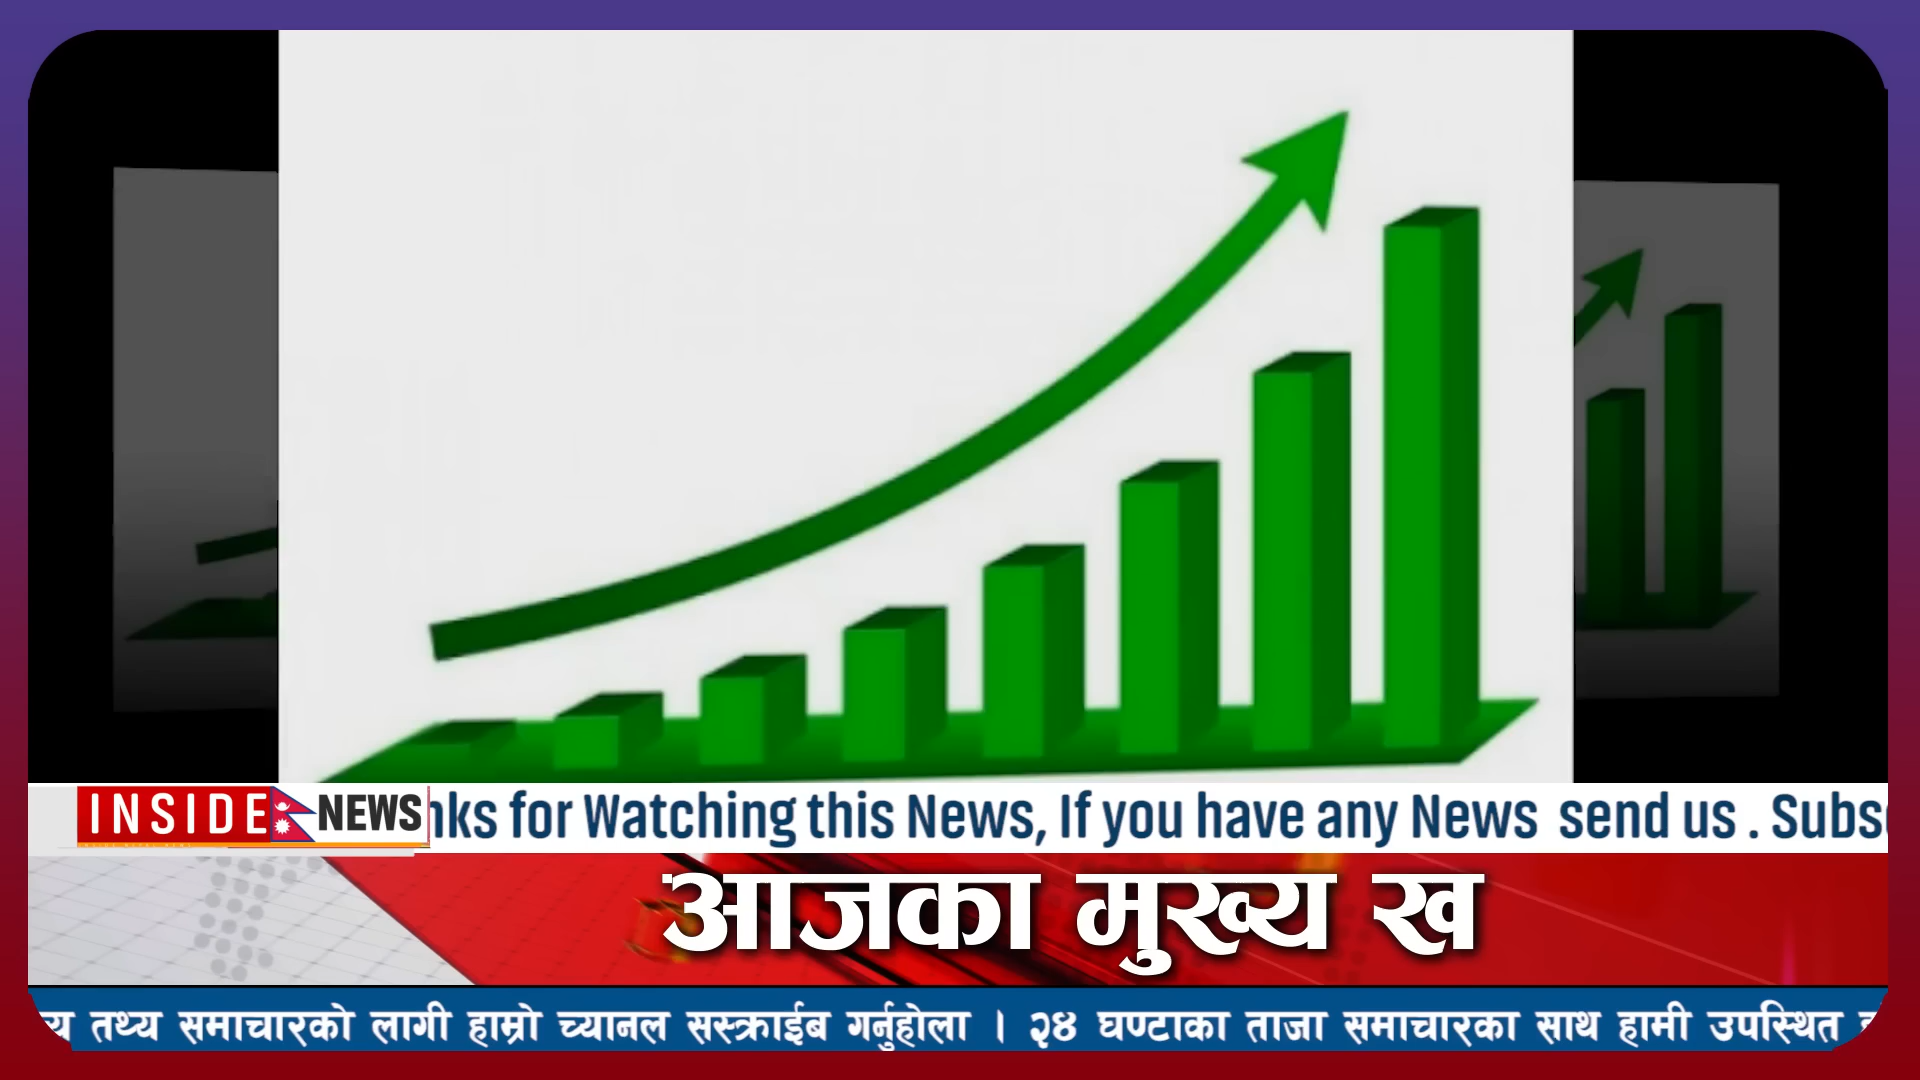 INSIDE NEWS
nks for Watching this News, If you have any News send us . Subs
आजका मुख्य ख
य तथ्य समाचारको लागी हाम्रो च्यानल सस्क्राईब गर्नुहोला । २४ घण्टाका ताजा समाचारका साथ हामी उपस्थित